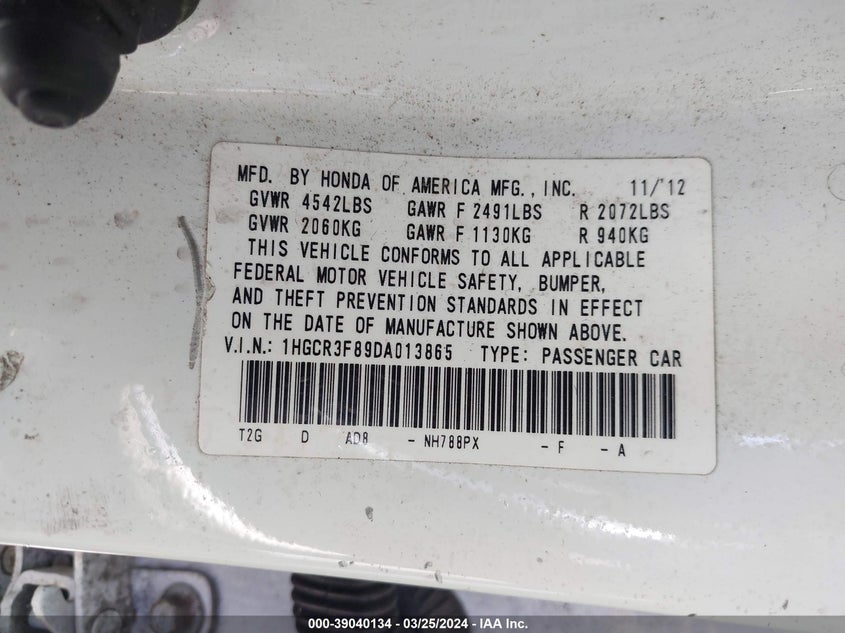 MFD. BY HONDA OF AMERICA MFG., INC. 11/'12
GVWR 4542LBS GAWR F 2491LBS R 2072LBS
GVWR 2060KG GAWR F 1130KG R 940KG
THIS VEHICLE CONFORMS TO ALL APPLICABLE
FEDERAL MOTOR VEHICLE SAFETY, BUMPER,
AND THEFT PREVENTION STANDARDS IN EFFECT
ON THE DATE OF MANUFACTURE SHOWN ABOVE.
V.I.N.: 1HGCR3F89DA013865 TYPE: PASSENGER CAR
T2G D AD8 - NH788PX - F - A
000-39040134 — 03/25/2024 — IAA Inc.